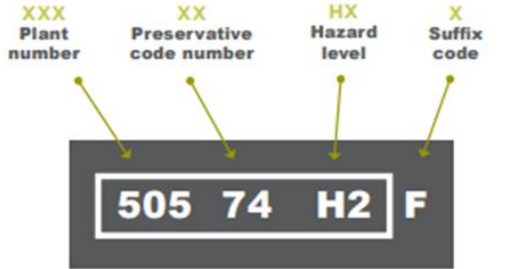 XXX XX HX X
Plant Preservative Hazard Suffix
number code number level code
505 74 H2 F